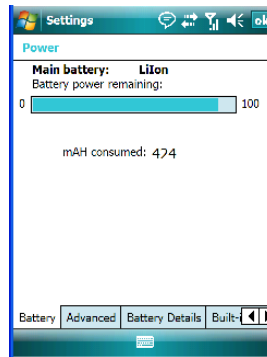 Settings
ok
Power
Main battery: LiIon
Battery power remaining:
0 100
mAH consumed: 474
Battery Advanced Battery Details Built-